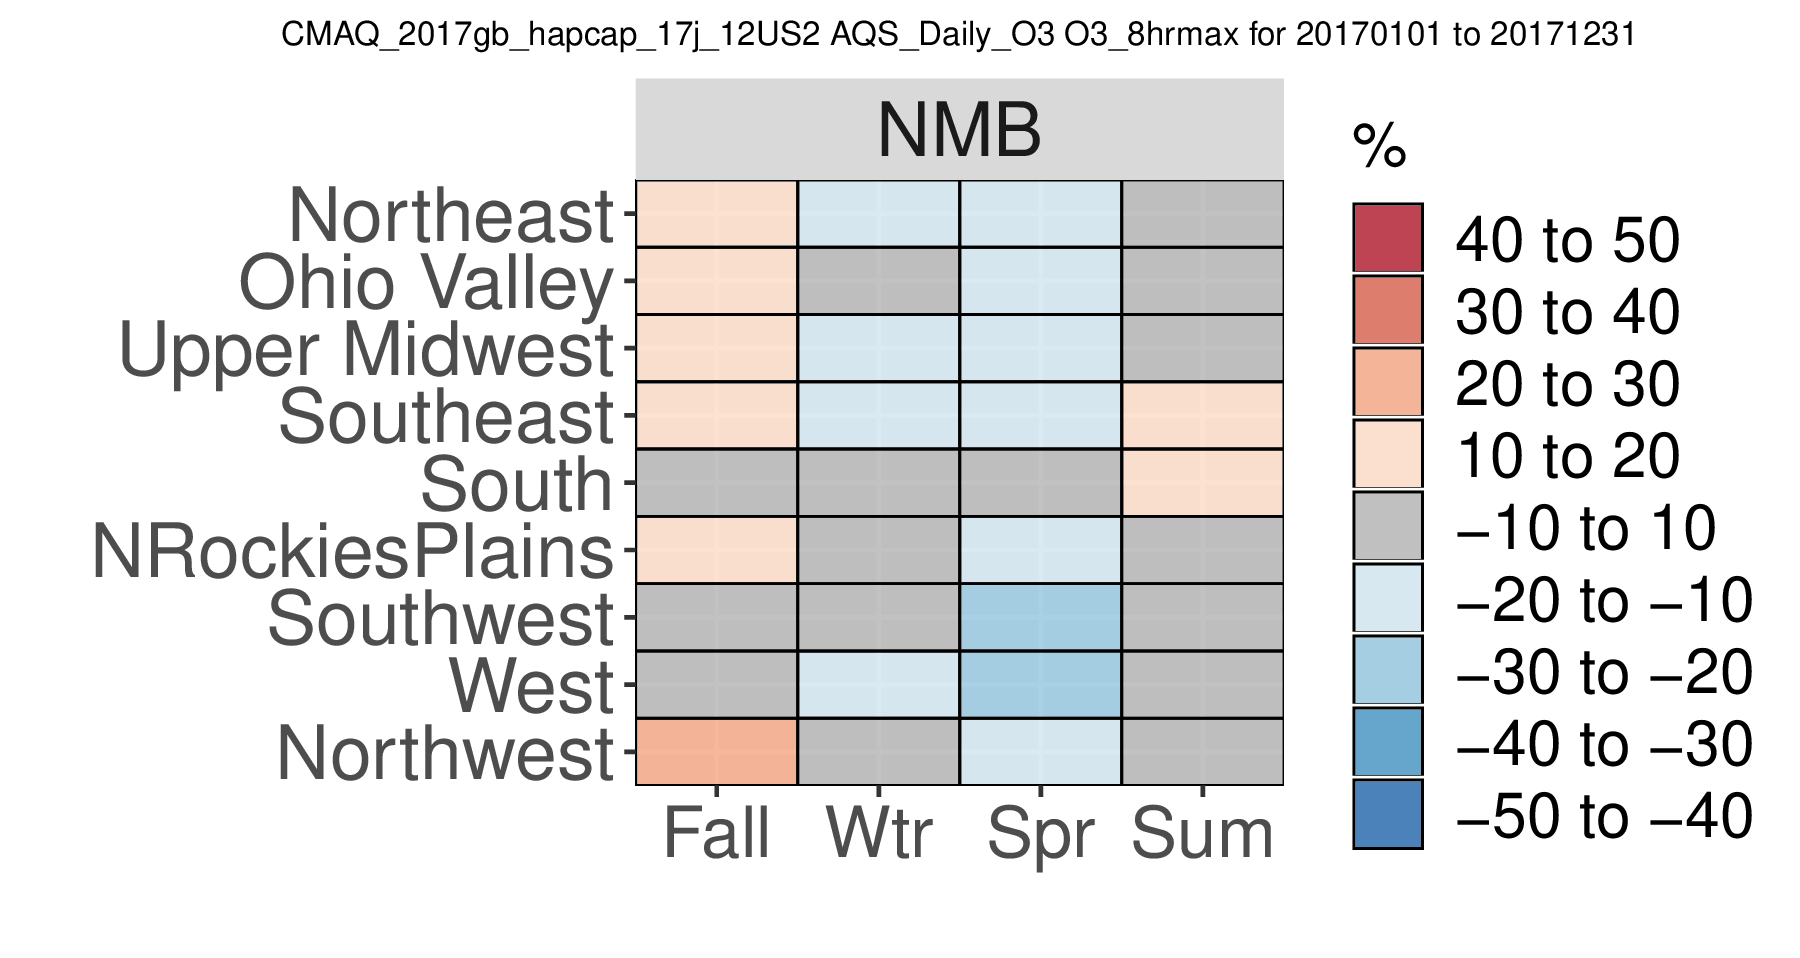 CMAQ_2017gb_hapcap_17j_12US2 AQS_Daily_O3 O3_8hrmax for 20170101 to 20171231
NMB
Northeast
Ohio Valley
Upper Midwest
Southeast
South
NRockiesPlains
Southwest
West
Northwest
Fall Wtr Spr Sum
%
40 to 50
30 to 40
20 to 30
10 to 20
−10 to 10
−20 to −10
−30 to −20
−40 to −30
−50 to −40